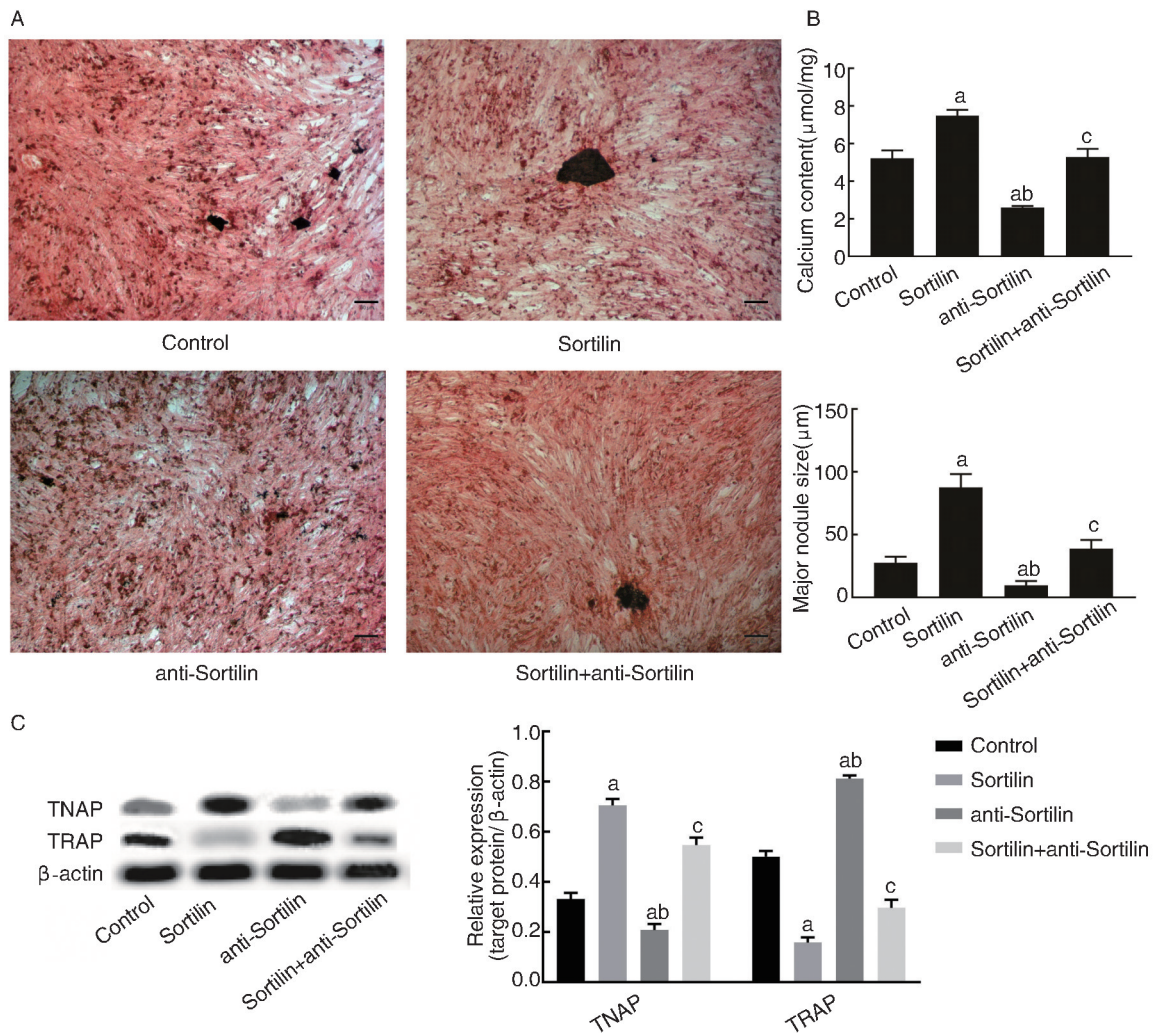 A
Control
Sortilin
anti-Sortilin
Sortilin+anti-Sortilin
B
Calcium content(μmol/mg)
10
8
6
4
2
0
a
ab
c
Control
Sortilin
anti-Sortilin
Sortilin+anti-Sortilin
Major nodule size(μm)
150
100
50
0
a
ab
c
Control
Sortilin
anti-Sortilin
Sortilin+anti-Sortilin
C
TNAP
TRAP
β-actin
Control
Sortilin
anti-Sortilin
Sortilin+anti-Sortilin
Relative expression
(target protein/β-actin)
1.0
0.8
0.6
0.4
0.2
0.0
a
ab
c
a
ab
c
TNAP
TRAP
Control
Sortilin
anti-Sortilin
Sortilin+anti-Sortilin